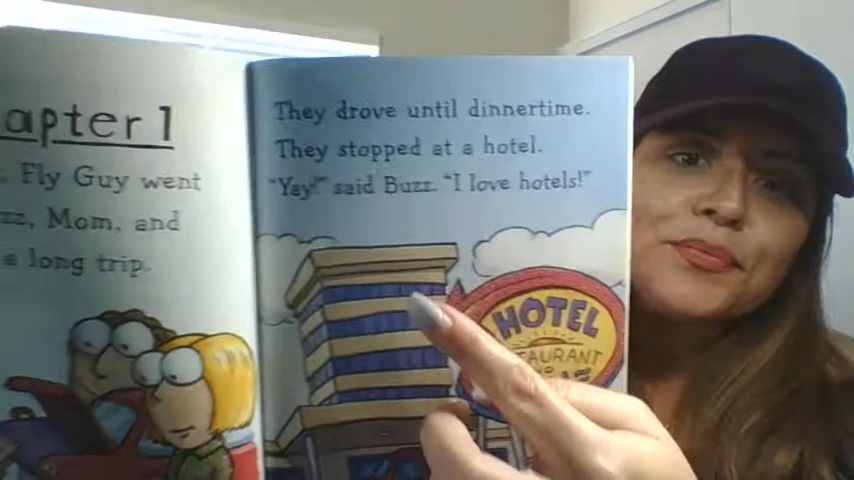 apter 1
Fly Guy went
zz, Mom, and
a long trip.
They drove until dinnertime.
They stopped at a hotel.
"Yay!" said Buzz. "I love hotels!"
HOTEL
TAURANT